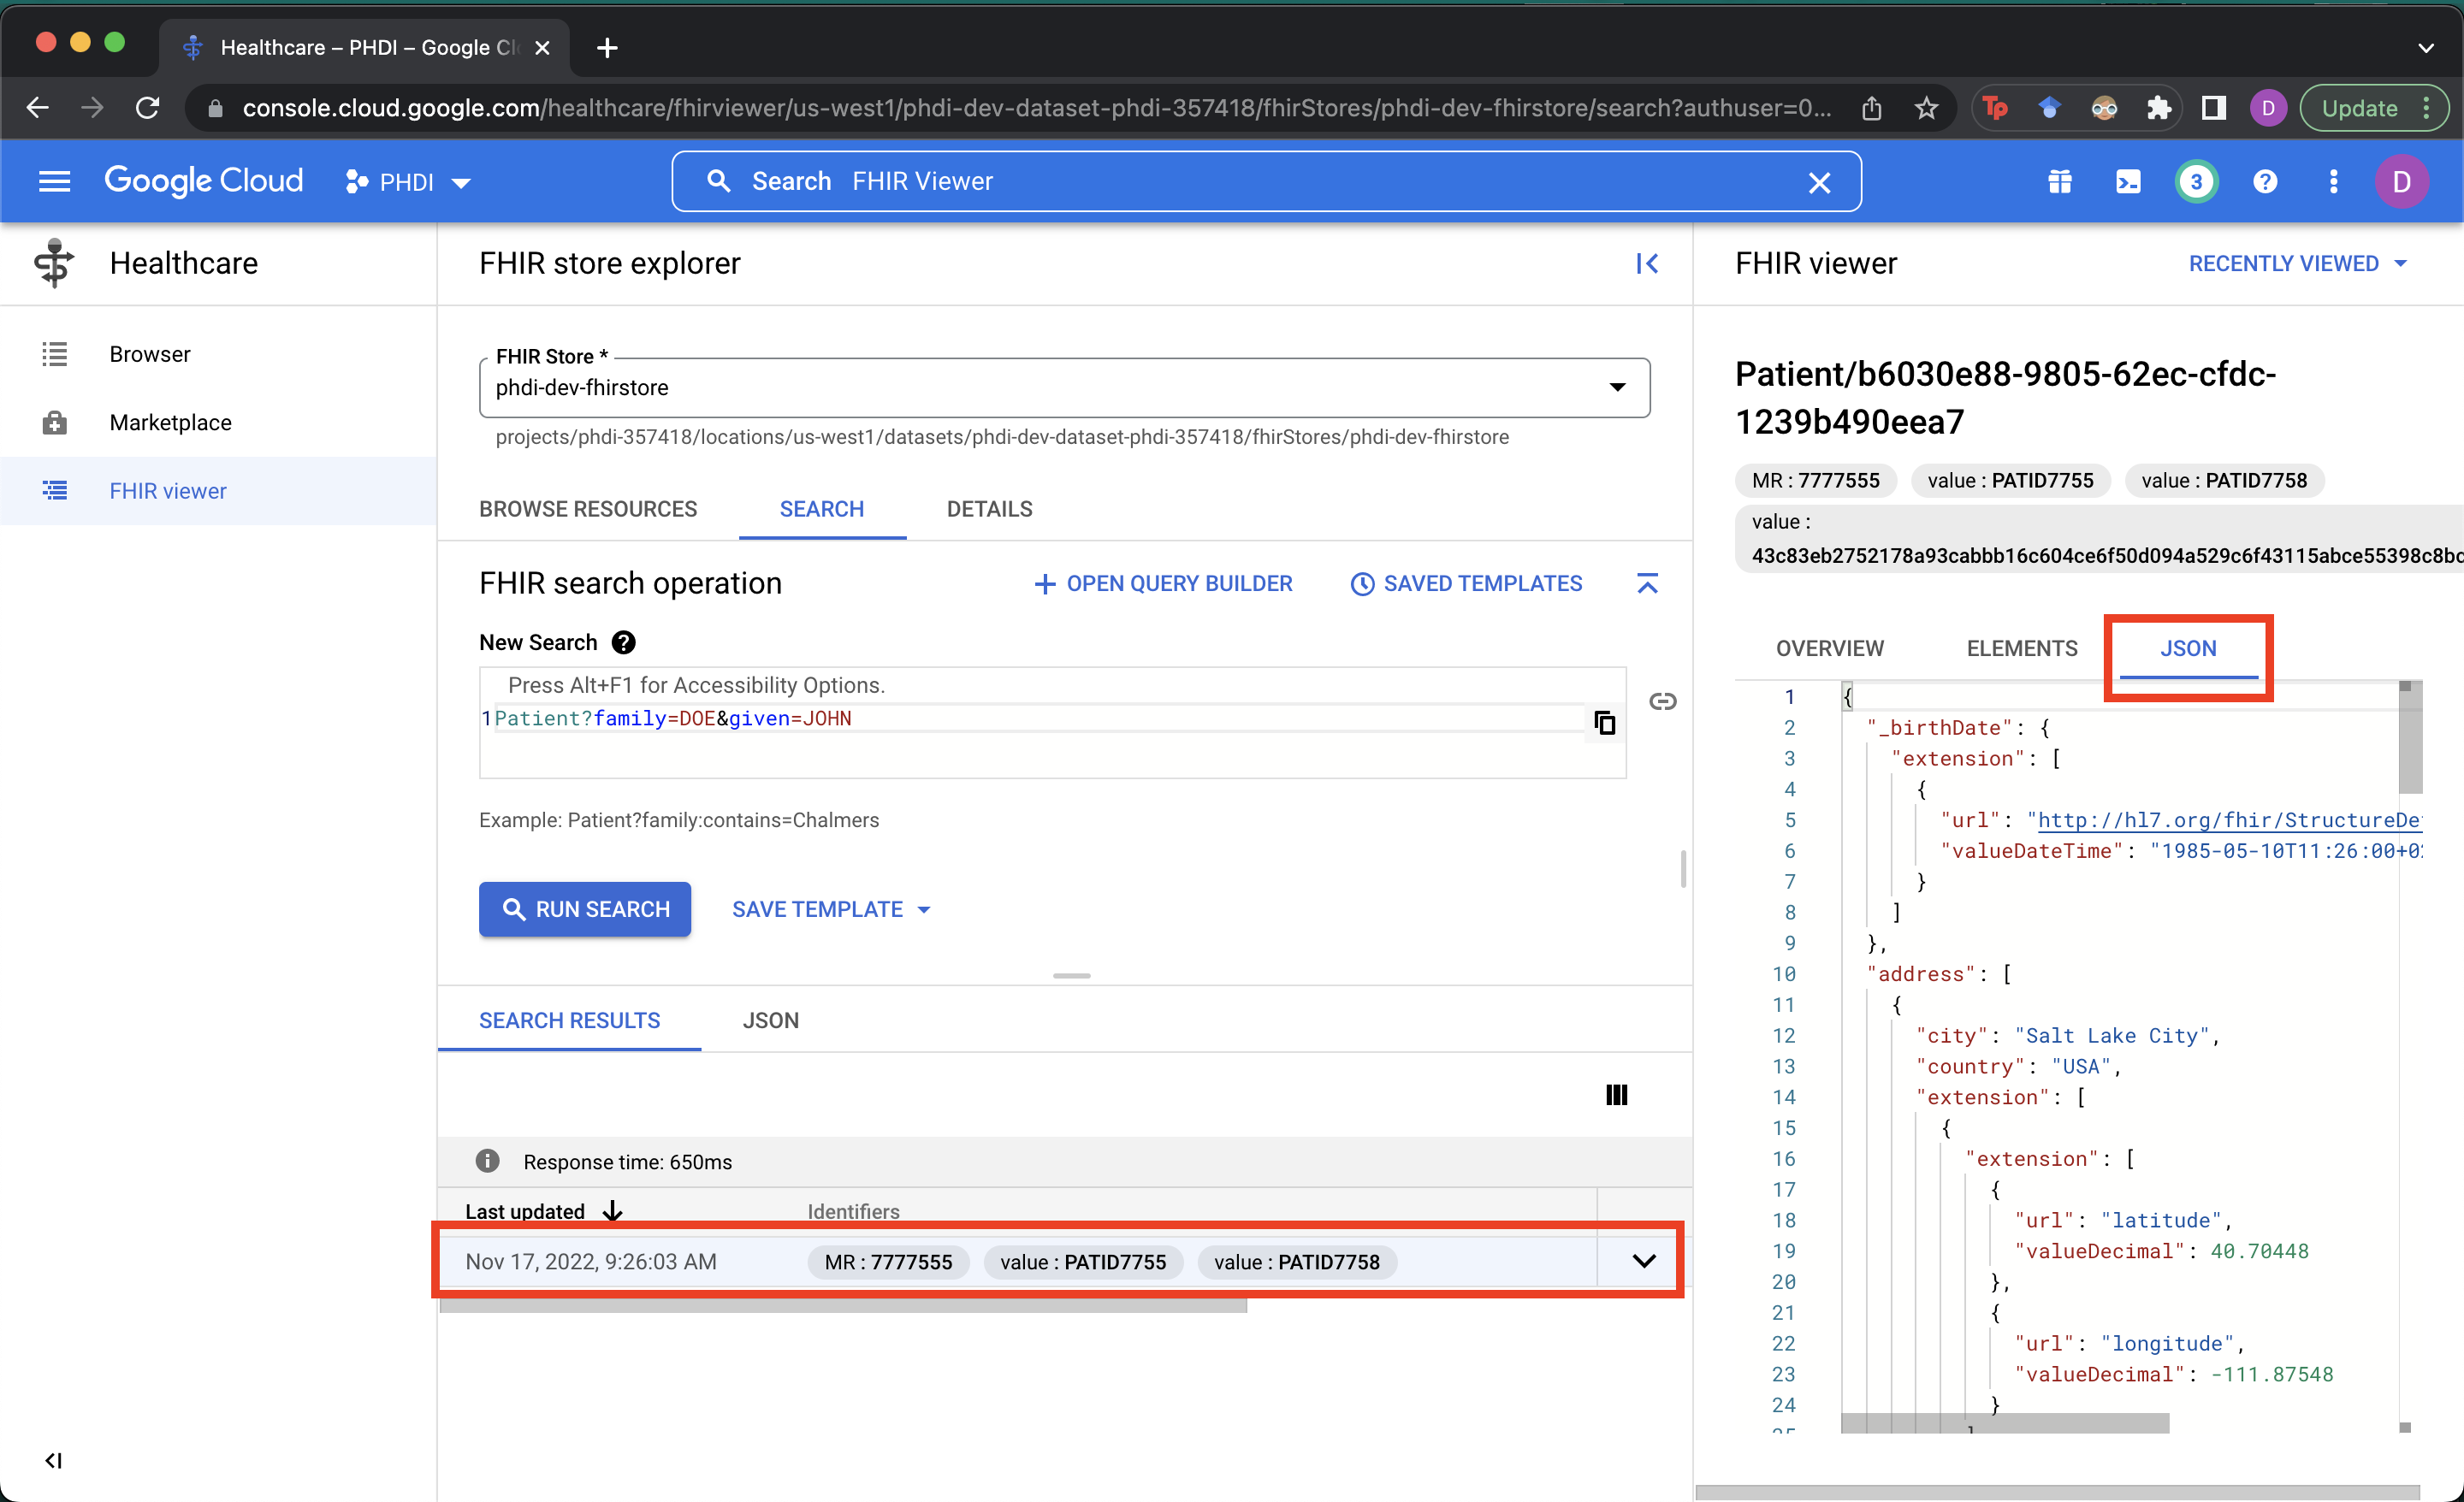 Healthcare – PHDI – Google Cl
console.cloud.google.com/healthcare/fhirviewer/us-west1/phdi-dev-dataset-phdi-357418/fhirStores/phdi-dev-fhirstore/search?authuser=0...
Tp
D
Update
Google Cloud
PHDI
Search FHIR Viewer
3
D
Healthcare
Browser
Marketplace
FHIR viewer
FHIR store explorer
FHIR Store *
phdi-dev-fhirstore
projects/phdi-357418/locations/us-west1/datasets/phdi-dev-dataset-phdi-357418/fhirStores/phdi-dev-fhirstore
BROWSE RESOURCES
SEARCH
DETAILS
FHIR search operation
OPEN QUERY BUILDER
SAVED TEMPLATES
New Search
Press Alt+F1 for Accessibility Options.
1 Patient?family=DOE&given=JOHN
Example: Patient?family:contains=Chalmers
RUN SEARCH
SAVE TEMPLATE
SEARCH RESULTS
JSON
Response time: 650ms
Last updated
Identifiers
Nov 17, 2022, 9:26:03 AM
MR : 7777555
value : PATID7755
value : PATID7758
FHIR viewer
RECENTLY VIEWED
Patient/b6030e88-9805-62ec-cfdc-
1239b490eea7
MR : 7777555
value : PATID7755
value : PATID7758
value :
43c83eb2752178a93cabbb16c604ce6f50d094a529c6f43115abce55398c8bd
OVERVIEW
ELEMENTS
JSON
1 {
2 "_birthDate": {
3 "extension": [
4 {
5 "url": "http://hl7.org/fhir/StructureDe
6 "valueDateTime": "1985-05-10T11:26:00+0
7 }
8 ]
9 },
10 "address": [
11 {
12 "city": "Salt Lake City",
13 "country": "USA",
14 "extension": [
15 {
16 "extension": [
17 {
18 "url": "latitude",
19 "valueDecimal": 40.70448
20 },
21 {
22 "url": "longitude",
23 "valueDecimal": -111.87548
24 }